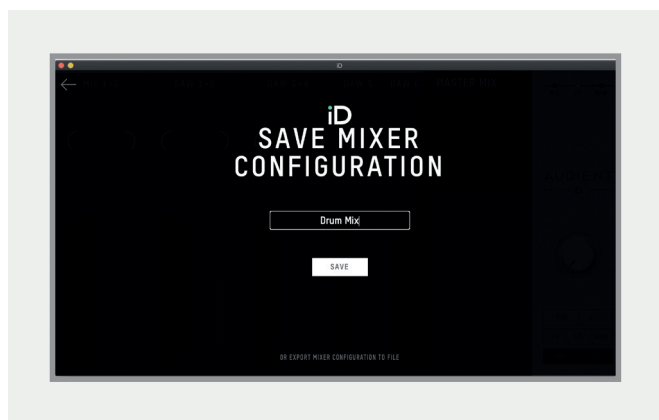 iD
iD
SAVE MIXER
CONFIGURATION
Drum Mix
SAVE
OR EXPORT MIXER CONFIGURATION TO FILE